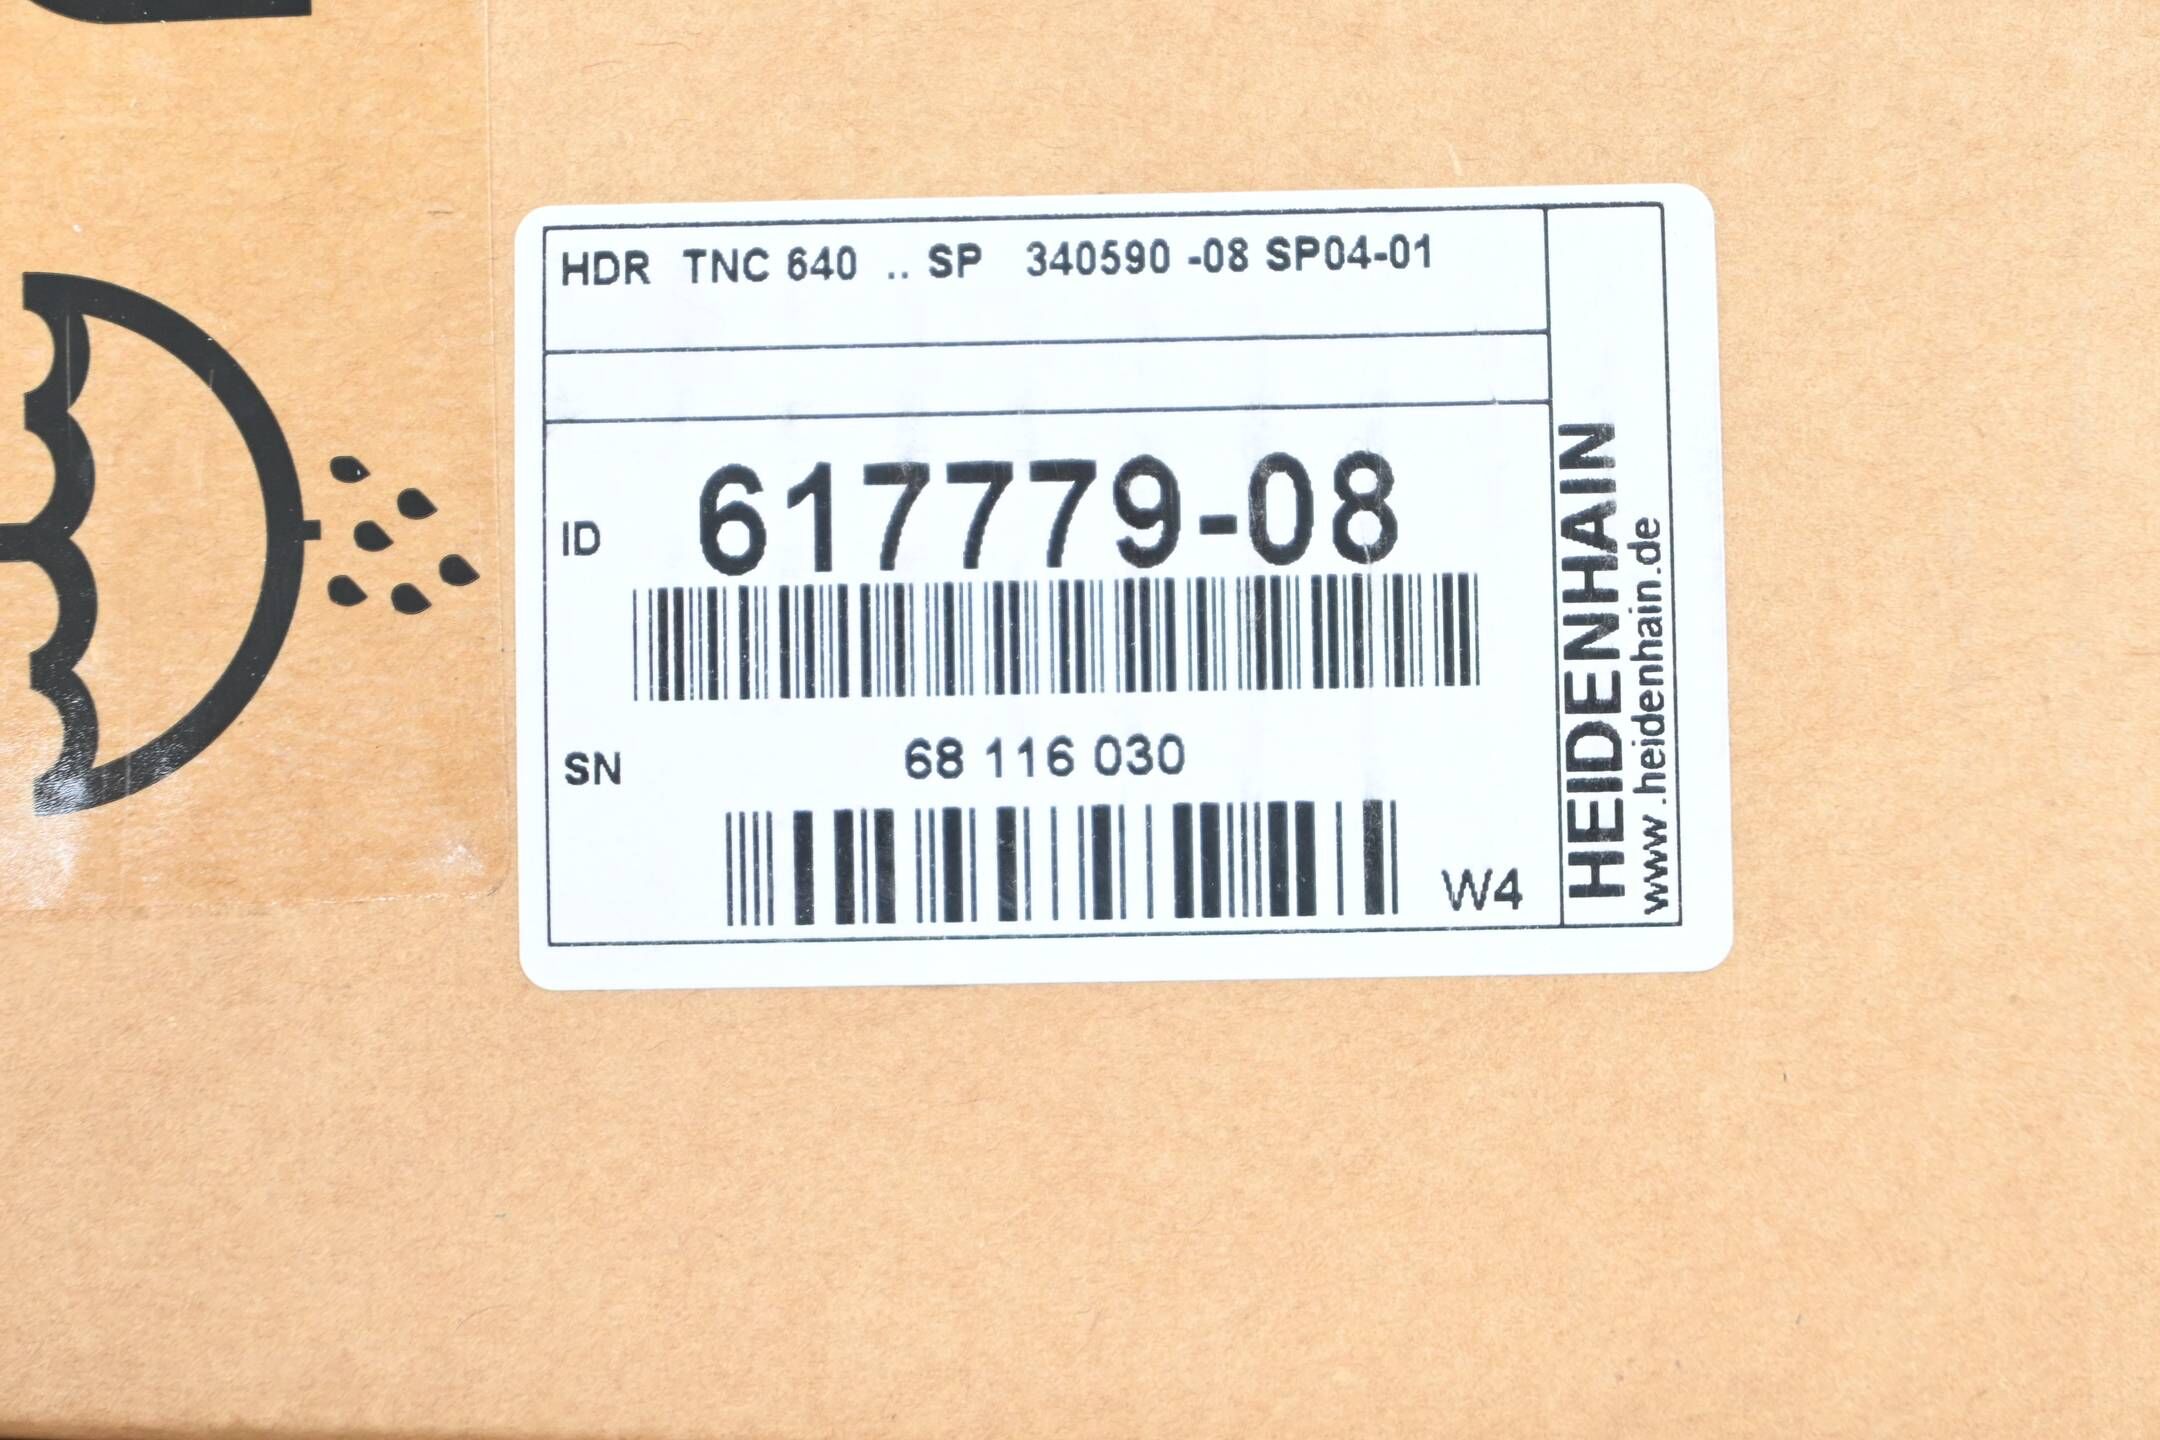 HDR TNC 640 .. SP 340590 -08 SP04-01
ID 617779-08
SN 68 116 030
W4
HEIDENHAIN
www.heidenhain.de